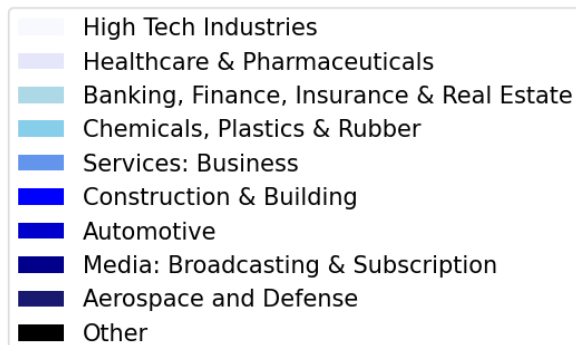 High Tech Industries
Healthcare & Pharmaceuticals
Banking, Finance, Insurance & Real Estate
Chemicals, Plastics & Rubber
Services: Business
Construction & Building
Automotive
Media: Broadcasting & Subscription
Aerospace and Defense
Other